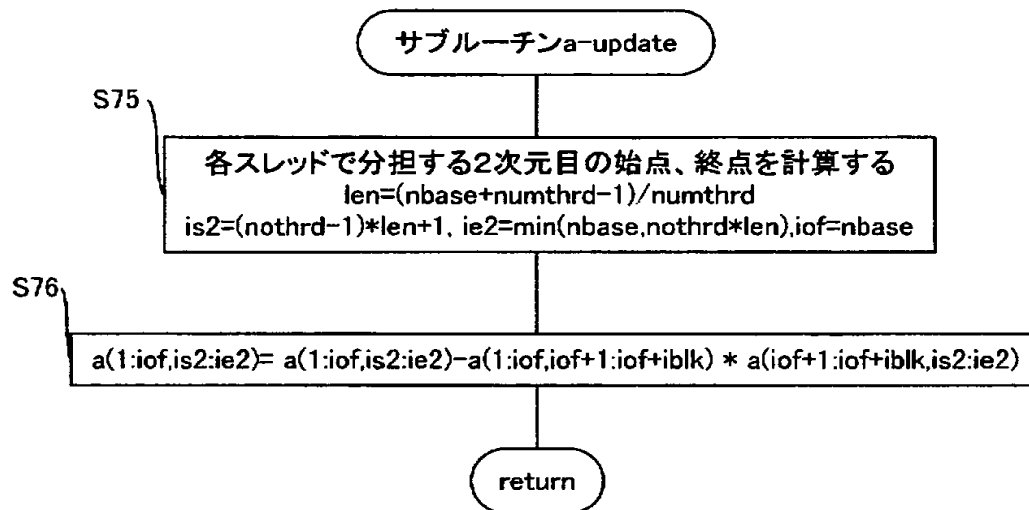 サブルーチンa-update
S75
各スレッドで分担する2次元目の始点、終点を計算する
len=(nbase+numthrd-1)/numthrd
is2=(nothrd-1)*len+1, ie2=min(nbase,nothrd*len),iof=nbase
S76
a(1:iof,is2:ie2)= a(1:iof,is2:ie2)-a(1:iof,iof+1:iof+iblk) * a(iof+1:iof+iblk,is2:ie2)
return